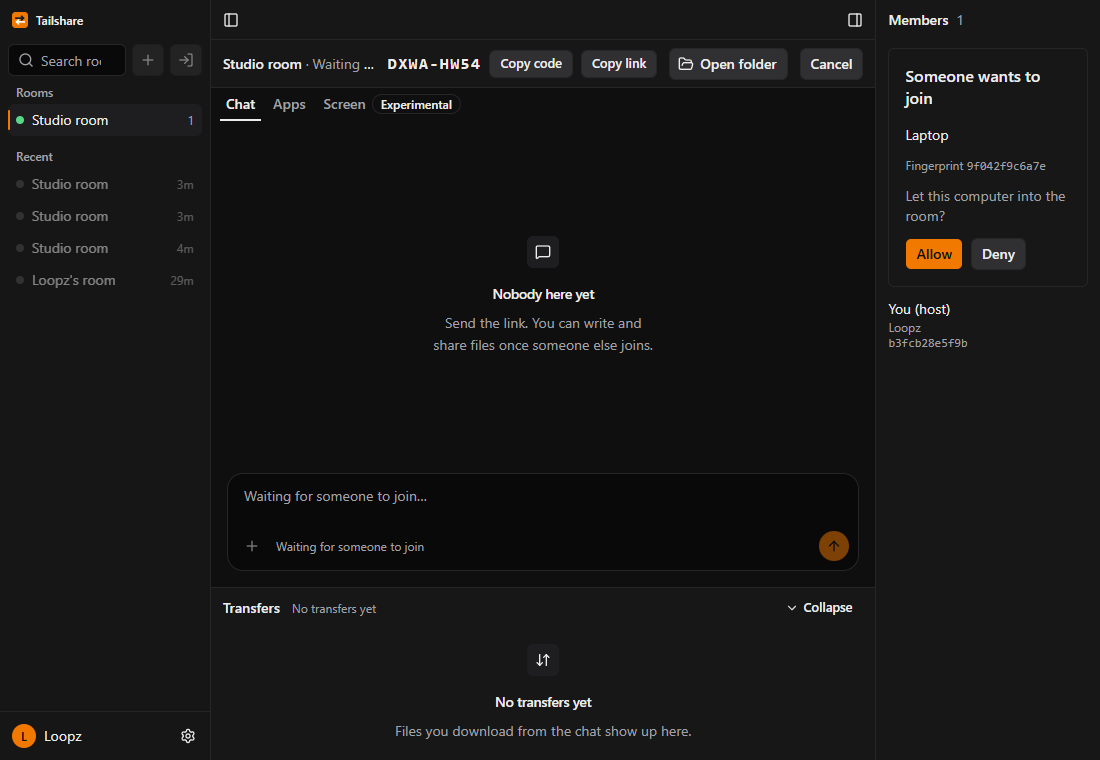 Tailshare
Search
Rooms
Studio room 1
Recent
Studio room 3m
Studio room 3m
Studio room 4m
Loopz's room 29m
L Loopz
Studio room · Waiting ... DXWA-HW54 Copy code Copy link Open folder Cancel
Chat Apps Screen Experimental
Nobody here yet
Send the link. You can write and
share files once someone else joins.
Waiting for someone to join...
Waiting for someone to join
Transfers No transfers yet Collapse
No transfers yet
Files you download from the chat show up here.
Members 1
Someone wants to
join
Laptop
Fingerprint 9f042f9c6a7e
Let this computer into the
room?
Allow Deny
You (host)
Loopz
b3fcb28e5f9b